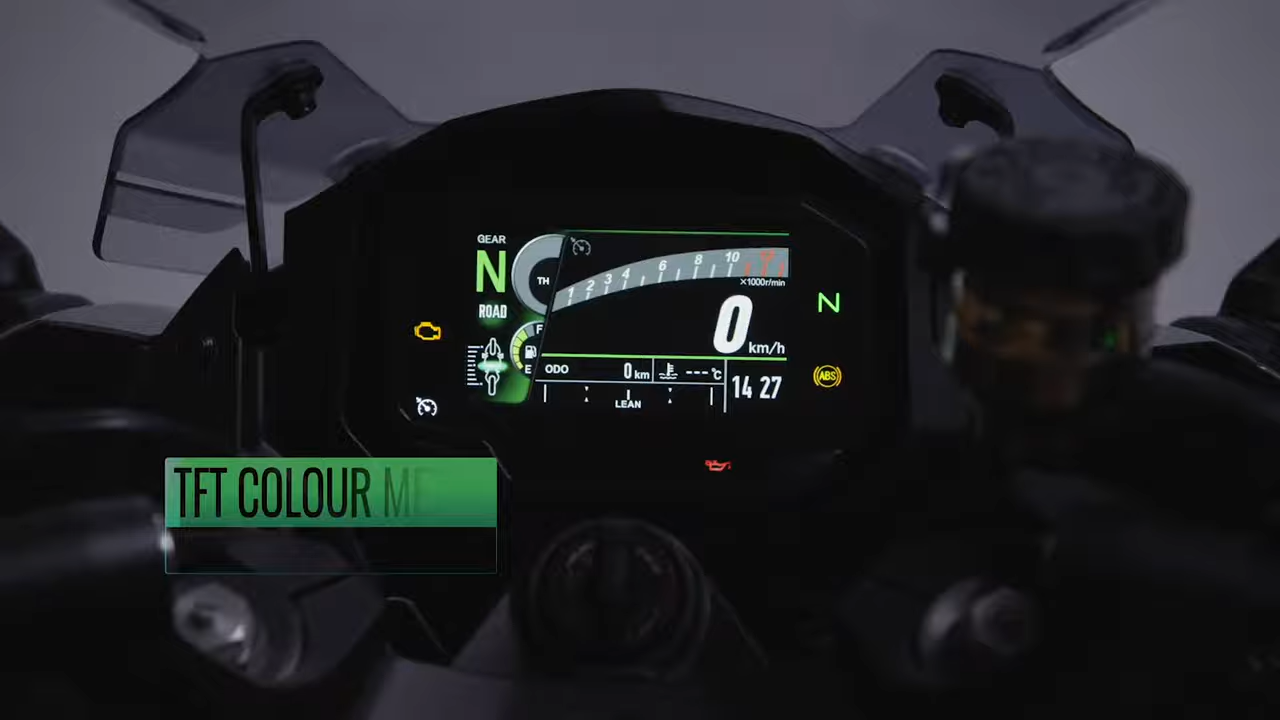 GEAR
N
ROAD
TH
F
E
1 2 3 4 6 8 10
×1000r/min
0
km/h
ODO 0 km
--- °C
LEAN
14 27
N
ABS
TFT COLOUR